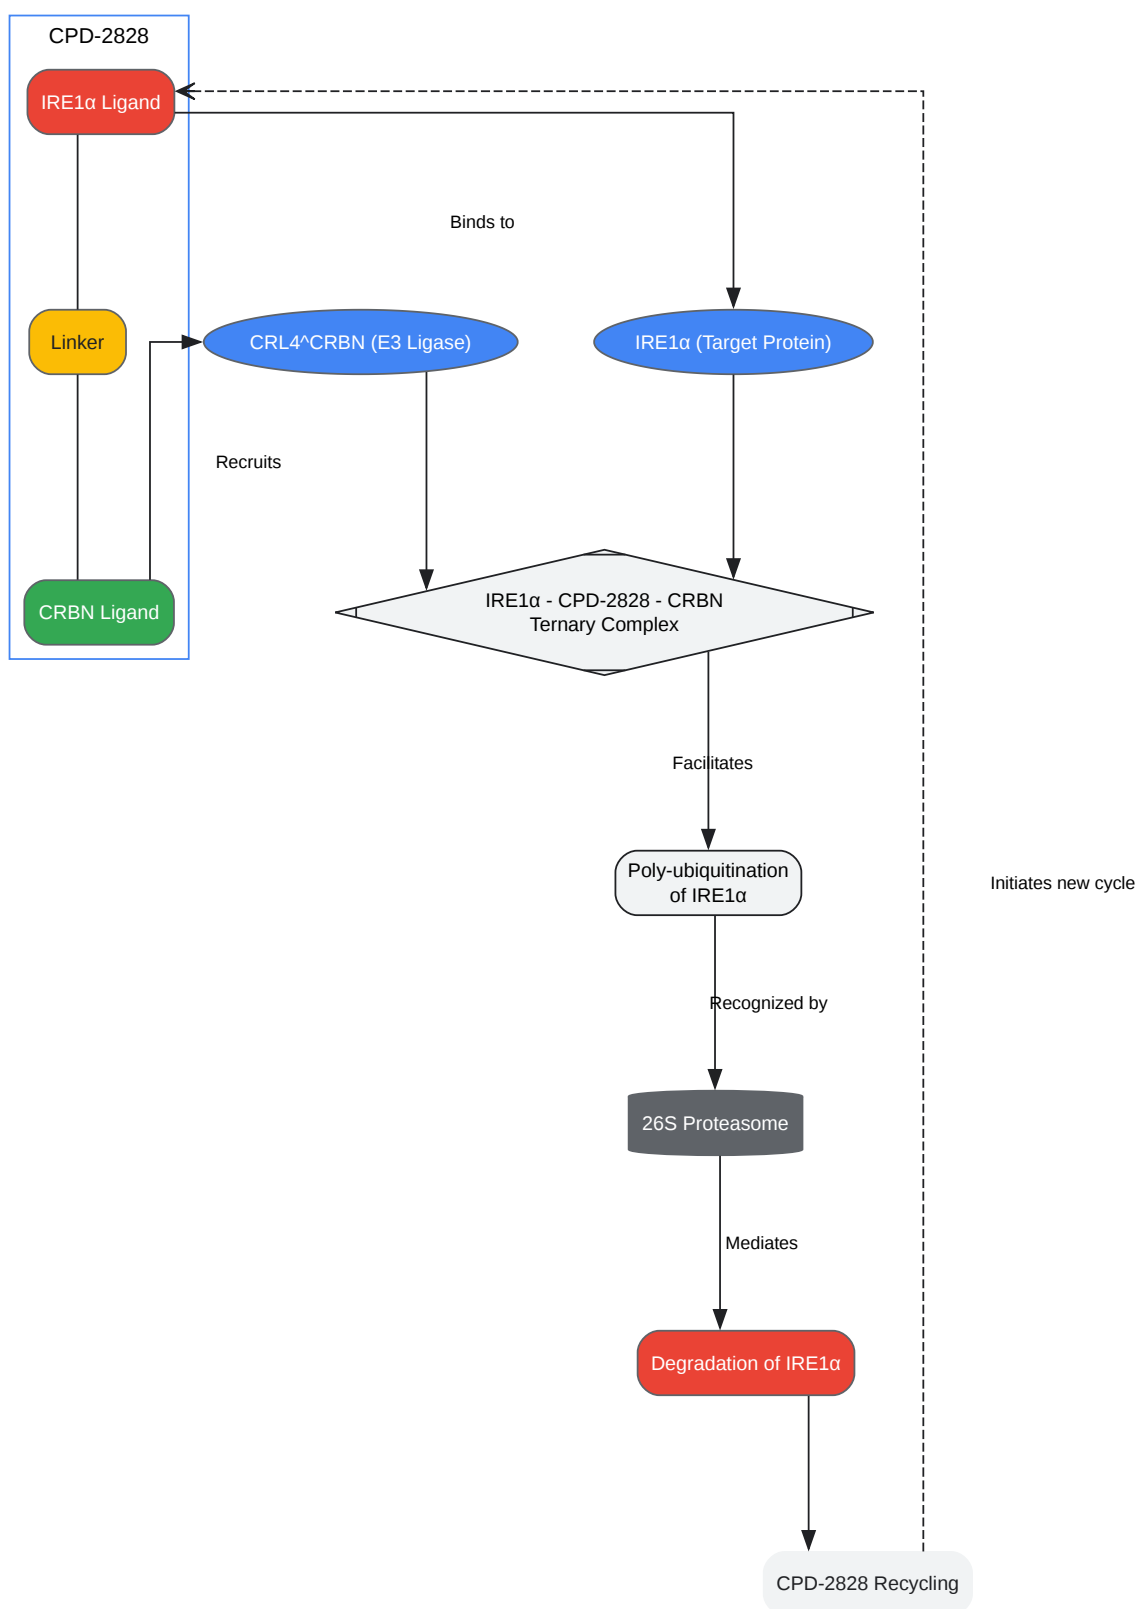 CPD-2828
IRE1α Ligand
Binds to
Linker
CRL4^CRBN (E3 Ligase)
IRE1α (Target Protein)
Recruits
CRBN Ligand
IRE1α - CPD-2828 - CRBN
Ternary Complex
Facilitates
Poly-ubiquitination
of IRE1α
Initiates new cycle
Recognized by
26S Proteasome
Mediates
Degradation of IRE1α
CPD-2828 Recycling